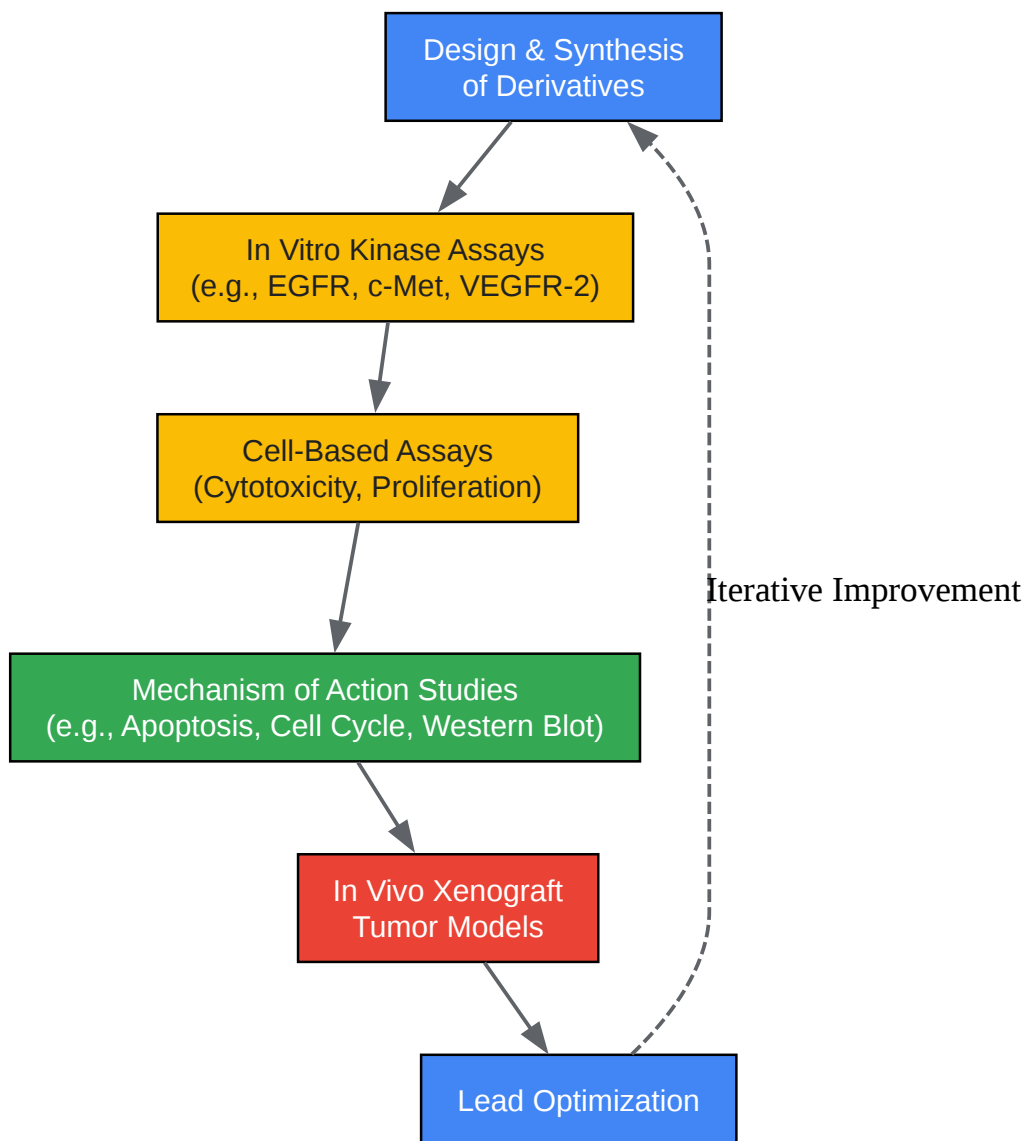 Design & Synthesis
of Derivatives
In Vitro Kinase Assays
(e.g., EGFR, c-Met, VEGFR-2)
Cell-Based Assays
(Cytotoxicity, Proliferation)
Iterative Improvement
Mechanism of Action Studies
(e.g., Apoptosis, Cell Cycle, Western Blot)
In Vivo Xenograft
Tumor Models
Lead Optimization